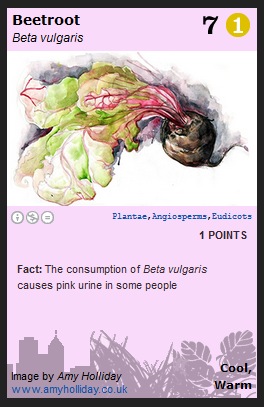 Beetroot
7 1
Beta vulgaris
Plantae,Angiosperms,Eudicots
1 POINTS
Fact: The consumption of Beta vulgaris
causes pink urine in some people
Image by Amy Holliday
www.amyholiday.co.uk
Cool,
Warm